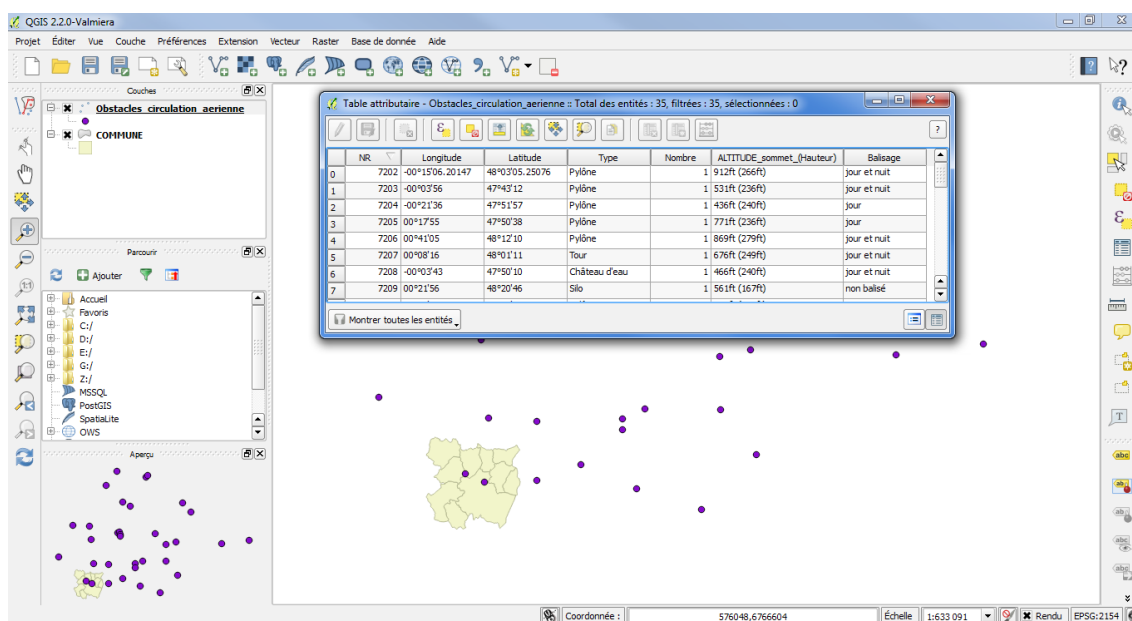 QGIS 2.2.0-Valmiera
Projet Éditer Vue Couche Préférences Extension Vecteur Raster Base de donnée Aide
Couches
Obstacles_circulation_aerienne
COMMUNE
Table attributaire - Obstacles_circulation_aerienne :: Total des entités : 35, filtrées : 35, sélectionnées : 0
NR Longitude Latitude Type Nombre ALTITUDE_sommet_(Hauteur) Balisage
0 7202 -00°15'06.20147 48°03'05.25076 Pylône 1 912ft (266ft) jour et nuit
1 7203 -00°03'56 47°43'12 Pylône 1 531ft (236ft) jour et nuit
2 7204 -00°21'36 47°51'57 Pylône 1 436ft (240ft) jour
3 7205 00°17'55 47°50'38 Pylône 1 771ft (236ft) jour
4 7206 00°41'05 48°12'10 Pylône 1 869ft (279ft) jour et nuit
5 7207 00°08'16 48°01'11 Tour 1 676ft (249ft) jour et nuit
6 7208 -00°03'43 47°50'10 Château d'eau 1 466ft (240ft) jour et nuit
7 7209 00°21'56 48°20'46 Silo 1 561ft (167ft) non balisé
Montrer toutes les entités
Parcourir
Ajouter
Accueil
Favoris
C:/
D:/
E:/
G:/
Z:/
MSSQL
PostGIS
SpatiaLite
OWS
Aperçu
Coordonnée : 576048,6766604 Échelle 1:633 091 Rendu EPSG:2154